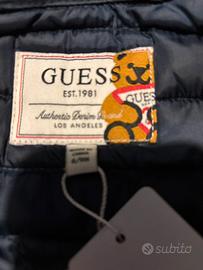 GUESS
EST.1981
Authentic Denim Brand
LOS ANGELES
GUESS
subito